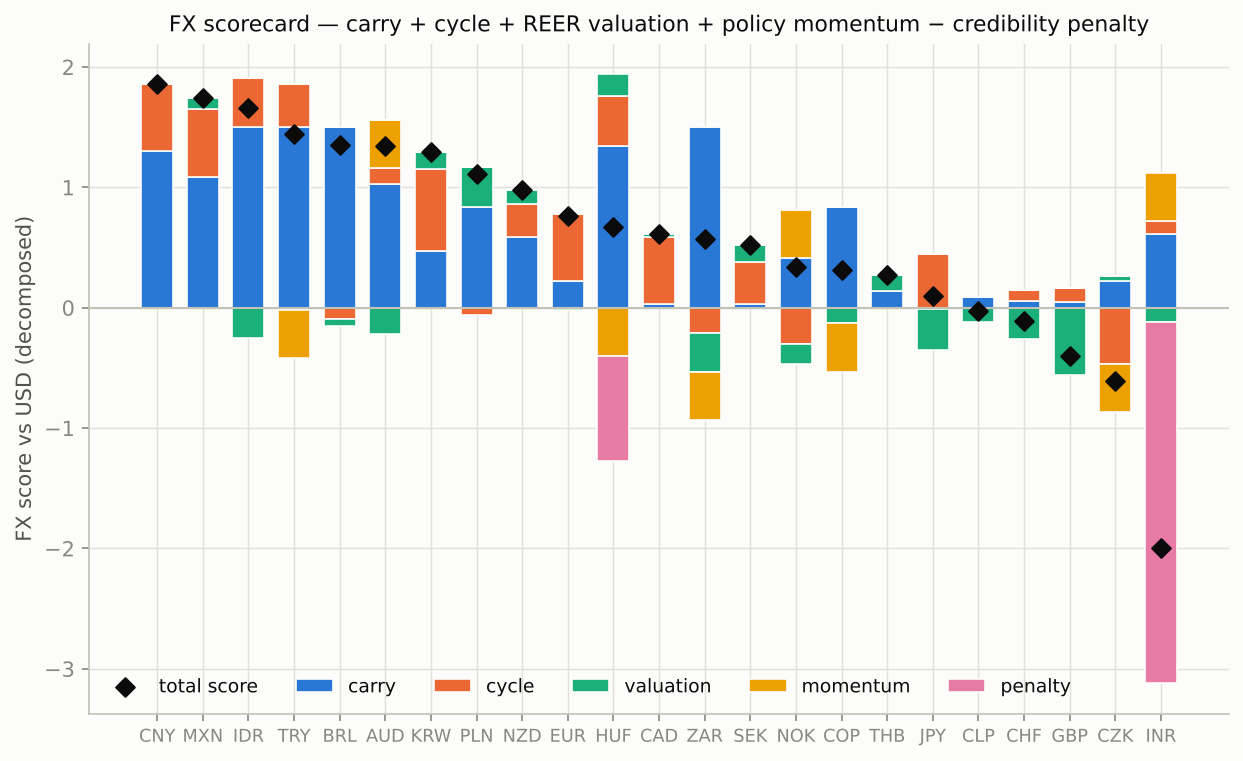 FX scorecard — carry + cycle + REER valuation + policy momentum − credibility penalty
FX score vs USD (decomposed)
2
1
0
−1
−2
−3
total score carry cycle valuation momentum penalty
CNY MXN IDR TRY BRL AUD KRW PLN NZD EUR HUF CAD ZAR SEK NOK COP THB JPY CLP CHF GBP CZK INR